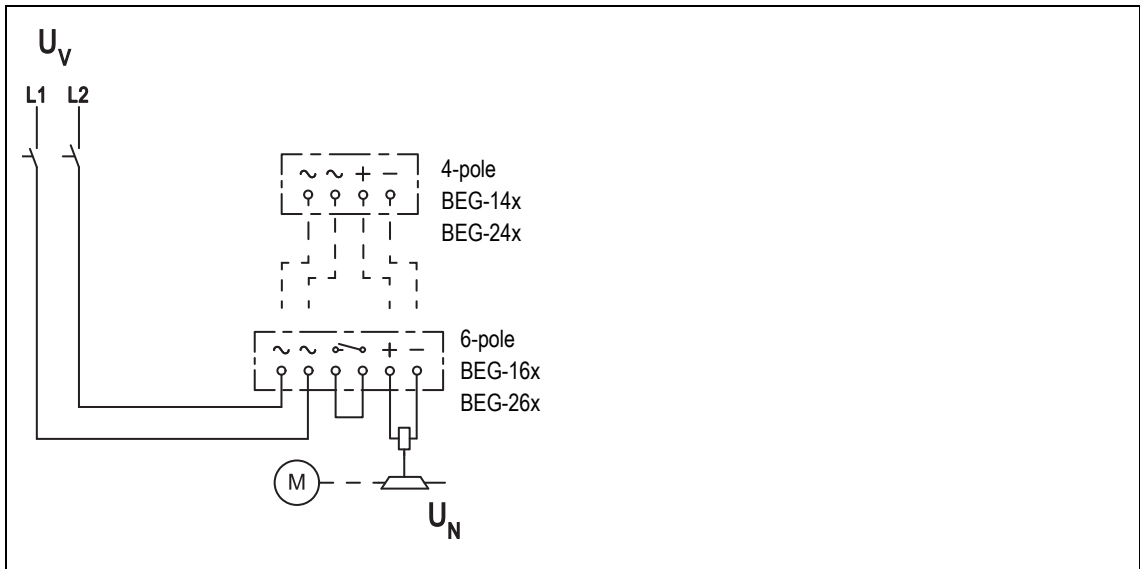 U_V
L1 L2
~ ~ + −
4-pole
BEG-14x
BEG-24x
~ ~ + −
6-pole
BEG-16x
BEG-26x
M
U_N